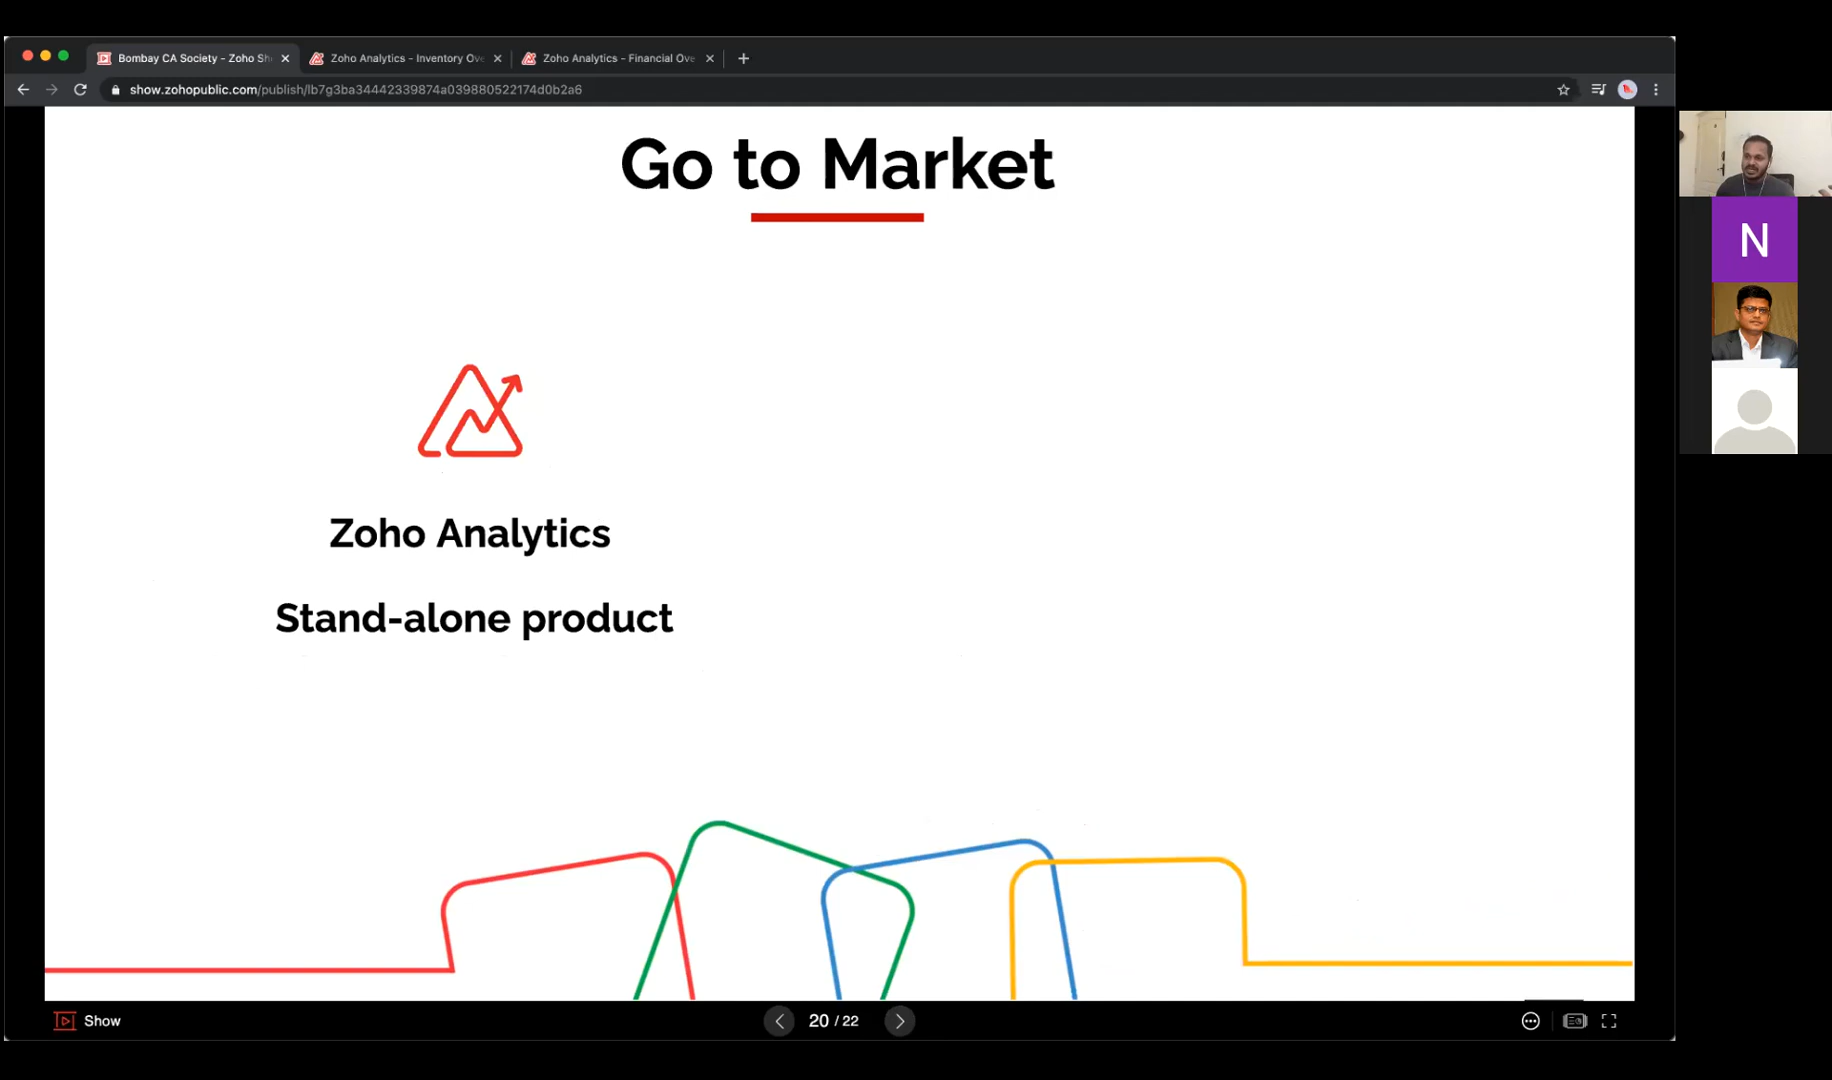 Bombay CA Society - Zoho Sh
Zoho Analytics - Inventory Ove
Zoho Analytics - Financial Ove
show.zohopublic.com/publish/lb7g3ba34442339874a039880522174d0b2a6
Go to Market
N
Zoho Analytics
Stand-alone product
Show
20 / 22